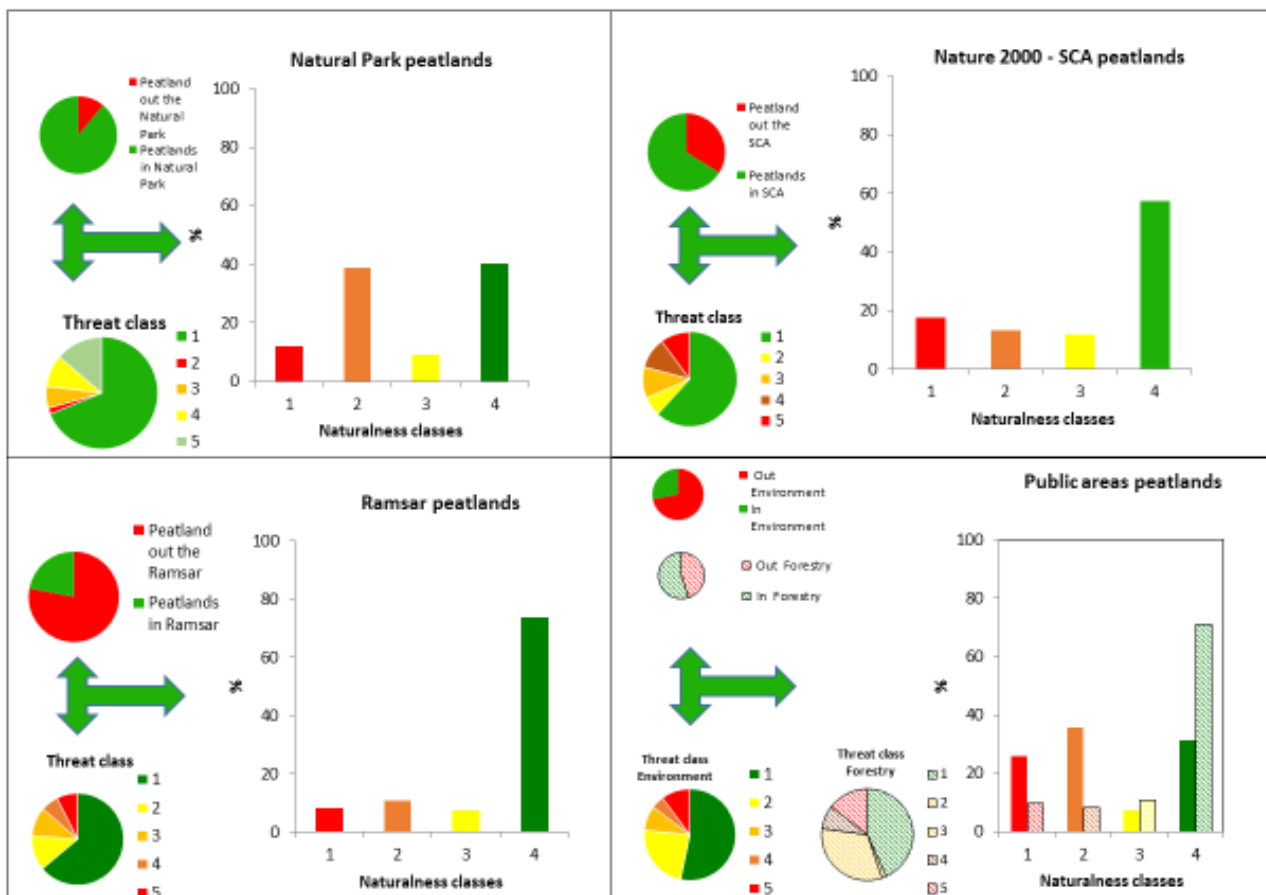 Natural Park peatlands
Peatland
out the
Natural
Park
Peatlands
in Natural
Park
100
80
60
40
20
0
%
1
2
3
4
Naturalness classes
Threat class
1
2
3
4
5
Nature 2000 - SCA peatlands
Peatland
out the
SCA
Peatlands
in SCA
100
80
60
40
20
0
%
1
2
3
4
Naturalness classes
Threat class
1
2
3
4
5
Ramsar peatlands
Peatland
out the
Ramsar
Peatlands
in Ramsar
100
80
60
40
20
0
%
1
2
3
4
Naturalness classes
Threat class
1
2
3
4
5
Public areas peatlands
Out
Environment
In
Environment
Out Forestry
In Forestry
100
80
60
40
20
0
%
1
2
3
4
Naturalness classes
Threat class
Environment
1
2
3
4
5
Threat class
Forestry
1
2
3
4
5